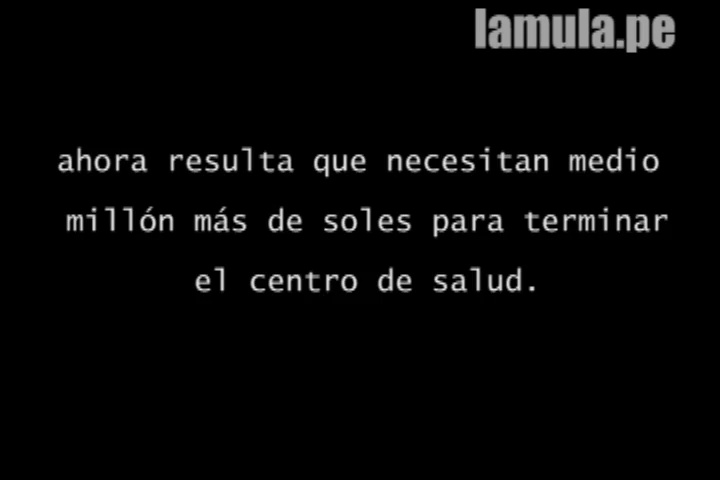 lamula.pe
ahora resulta que necesitan medio
millón más de soles para terminar
el centro de salud.